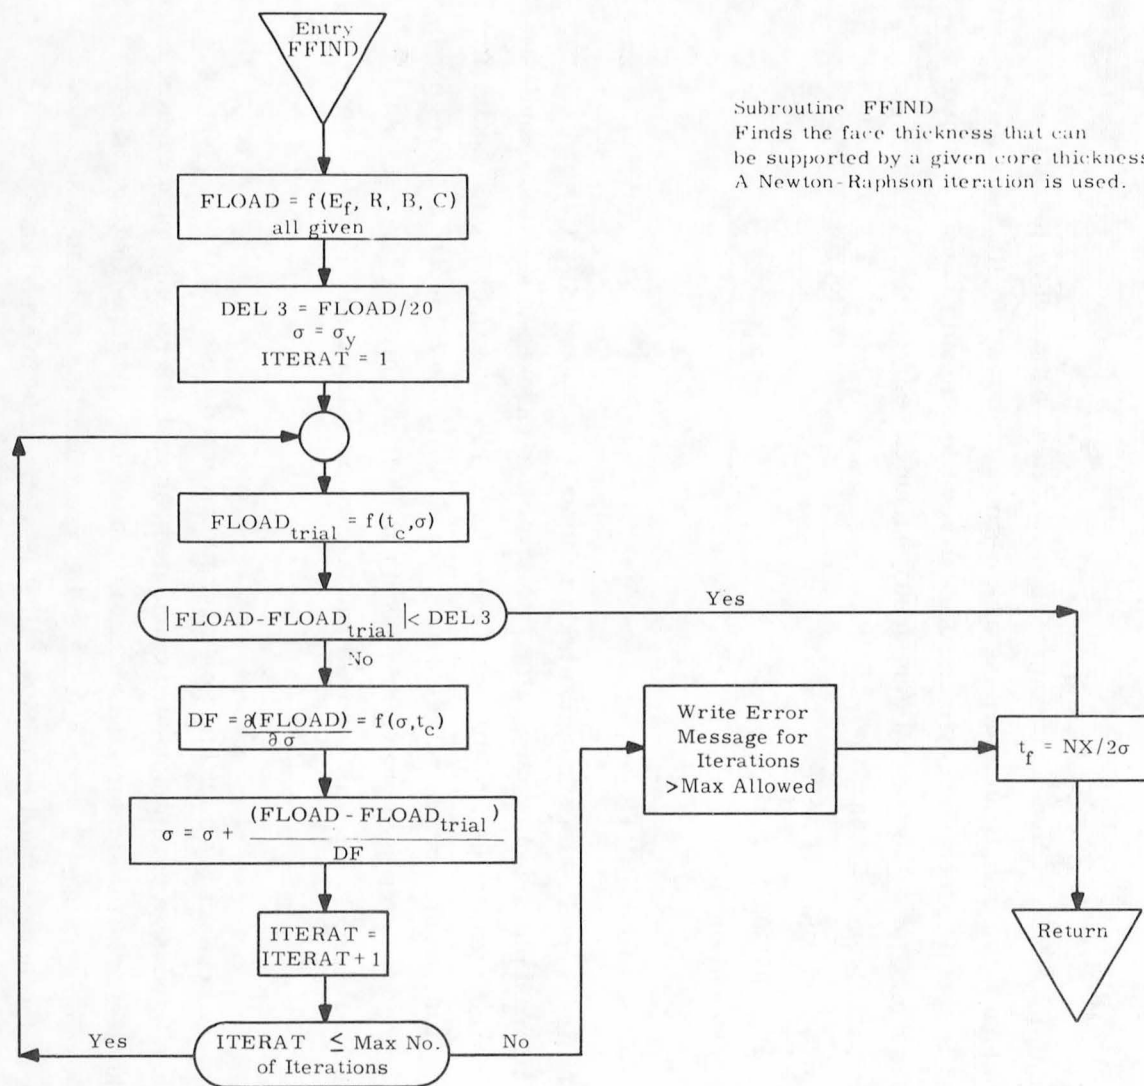 Entry
FFIND
Subroutine FFIND
Finds the face thickness that can
be supported by a given core thickness
A Newton-Raphson iteration is used.
FLOAD = f(E_f, R, B, C)
all given
DEL 3 = FLOAD/20
σ = σ_y
ITERAT = 1
FLOAD_trial = f(t_c,σ)
|FLOAD-FLOAD_trial| < DEL 3
Yes
No
DF = ∂(FLOAD)/∂σ = f(σ,t_c)
σ = σ + (FLOAD - FLOAD_trial)/DF
ITERAT =
ITERAT+1
ITERAT ≤ Max No.
of Iterations
Yes
No
Write Error
Message for
Iterations
>Max Allowed
t_f = NX/2σ
Return